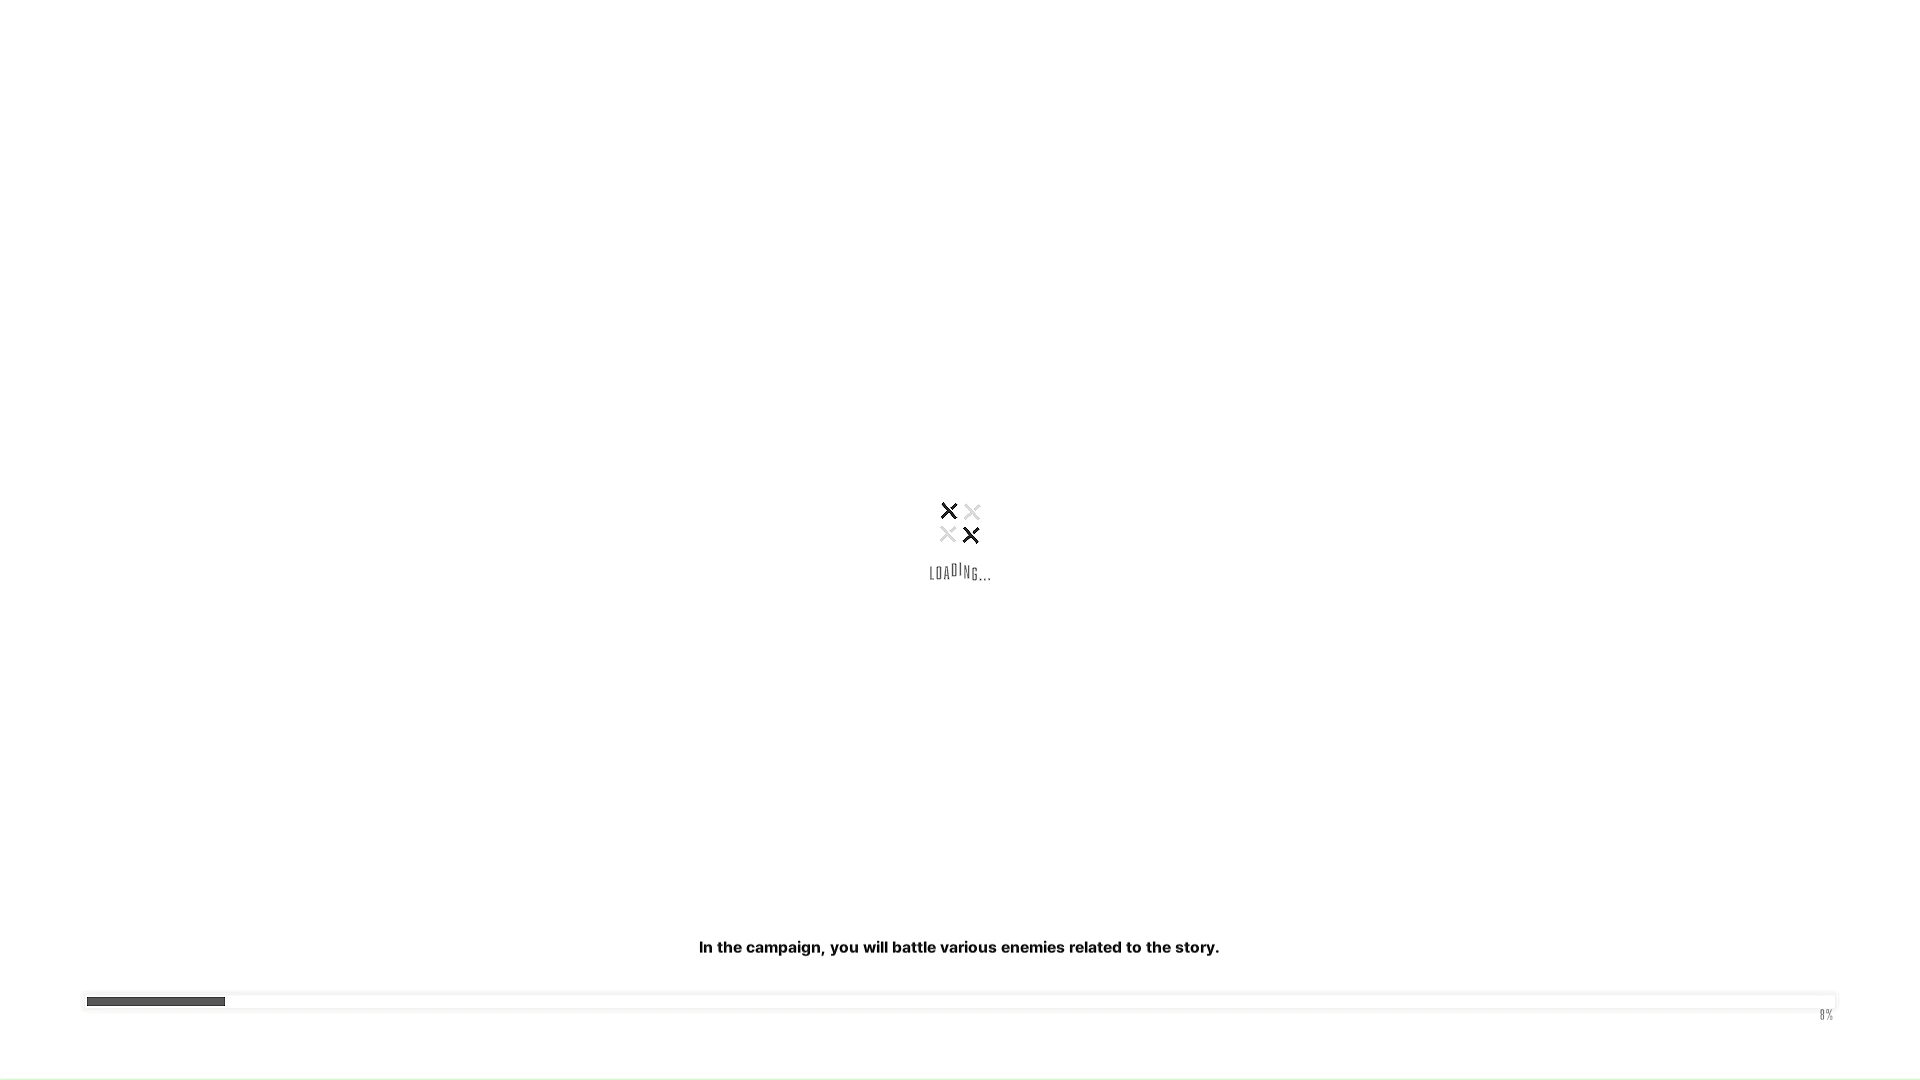 LOADING...
In the campaign, you will battle various enemies related to the story.
8%